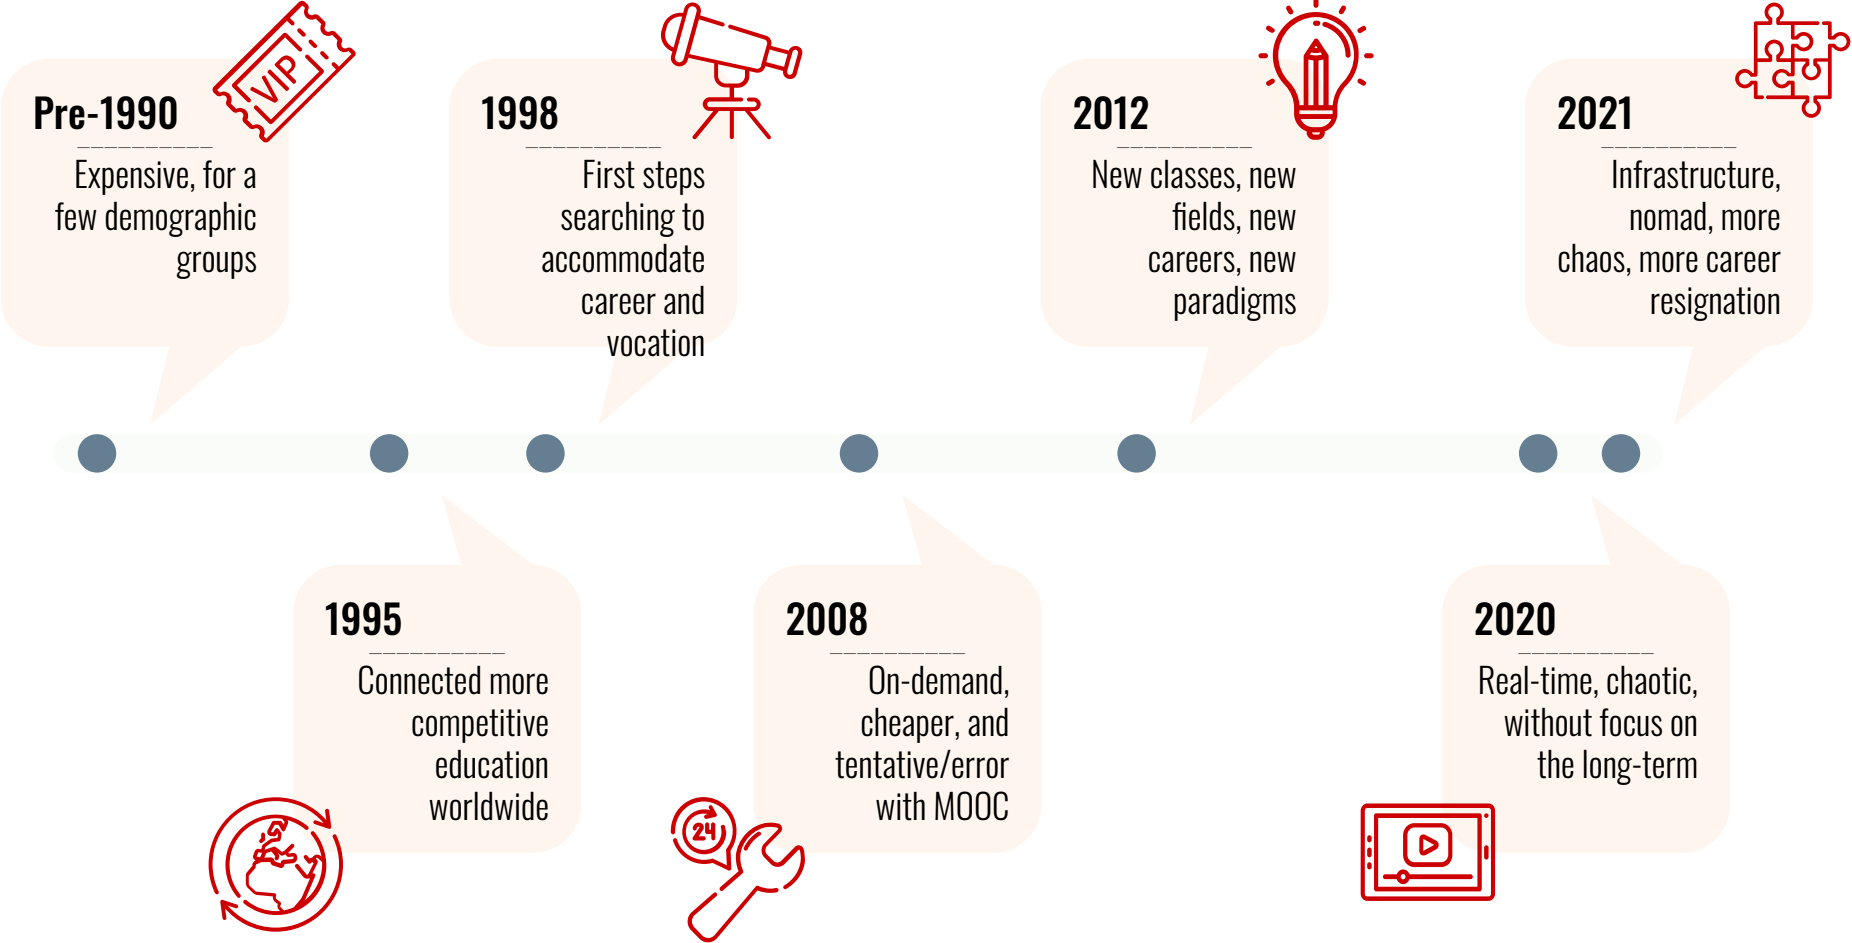 Pre-1990
VIP
Expensive, for a
few demographic
groups
1998
First steps
searching to
accommodate
career and
vocation
2012
New classes, new
fields, new
careers, new
paradigms
2021
Infrastructure,
nomad, more
chaos, more career
resignation
1995
Connected more
competitive
education
worldwide
2008
On-demand,
cheaper, and
tentative/error
with MOOC
24
2020
Real-time, chaotic,
without focus on
the long-term